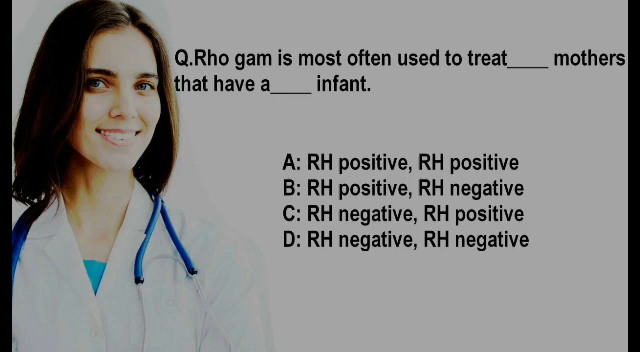 Q.Rho gam is most often used to treat____ mothers
that have a____ infant.
A: RH positive, RH positive
B: RH positive, RH negative
C: RH negative, RH positive
D: RH negative, RH negative